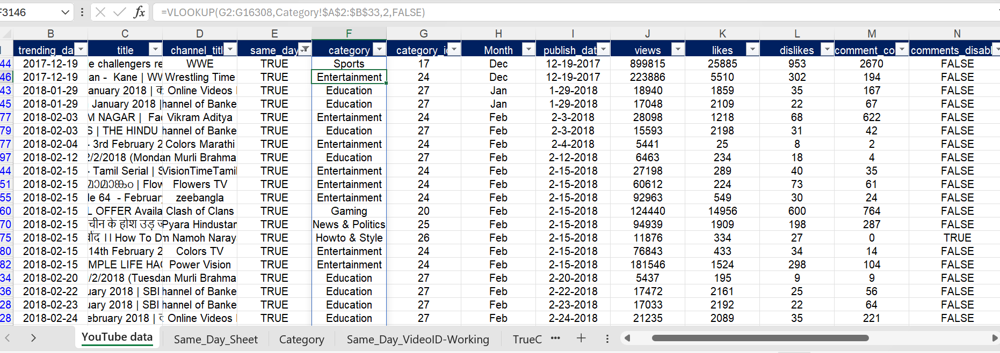 F3146 fx =VLOOKUP(G2:G16308,Category!$A$2:$B$33,2,FALSE)
B C D E F G H I J K L M N
trending_da title channel_titl same_day category category_i Month publish_dat views likes dislikes comment_co comments_disabl
44 2017-12-19 e challengers re WWE TRUE Sports 17 Dec 12-19-2017 899815 25885 953 2670 FALSE
46 2017-12-19 an - Kane | WV Wrestling Time TRUE Entertainment 24 Dec 12-19-2017 223886 5510 302 194 FALSE
43 2018-01-29 anuary 2018 | Online Videos TRUE Education 27 Jan 1-29-2018 18940 1859 35 167 FALSE
45 2018-01-29 January 2018 | hannel of Banke TRUE Education 27 Jan 1-29-2018 17048 2109 22 67 FALSE
77 2018-02-03 M NAGAR | Fac Vikram Aditya TRUE Entertainment 24 Feb 2-3-2018 28098 1218 68 622 FALSE
79 2018-02-03 S | THE HINDU hannel of Banke TRUE Education 27 Feb 2-3-2018 15593 2198 31 42 FALSE
77 2018-02-04 - 3rd February 2 Colors Marathi TRUE Entertainment 24 Feb 2-4-2018 5441 25 8 2 FALSE
97 2018-02-12 2/2/2018 (Monda n Murli Brahma TRUE Education 27 Feb 2-12-2018 6463 234 18 4 FALSE
44 2018-02-15 - Tamil Serial | S VisionTimeTamil TRUE Entertainment 24 Feb 2-15-2018 27198 289 40 35 FALSE
51 2018-02-15 | Flow Flowers TV TRUE Entertainment 24 Feb 2-15-2018 60612 224 73 61 FALSE
55 2018-02-15 le 64 - February zeebangla TRUE Entertainment 24 Feb 2-15-2018 92963 549 30 24 FALSE
60 2018-02-15 L OFFER Availa Clash of Clans TRUE Gaming 20 Feb 2-15-2018 124440 14956 600 764 FALSE
70 2018-02-15 चीन के होश उड़ Pyara Hindustan TRUE News & Politics 25 Feb 2-15-2018 94939 1909 198 287 FALSE
75 2018-02-15 र्वाद I I How To D m Namoh Naray TRUE Howto & Style 26 Feb 2-15-2018 11876 334 27 0 TRUE
80 2018-02-15 14th February 2 Colors TV TRUE Entertainment 24 Feb 2-15-2018 76843 433 34 14 FALSE
82 2018-02-15 MPLE LIFE HAC Power Vision TRUE Entertainment 24 Feb 2-15-2018 181546 1524 298 104 FALSE
34 2018-02-20 /2/2018 (Tuesda n Murli Brahma TRUE Education 27 Feb 2-20-2018 5437 195 9 9 FALSE
36 2018-02-22 uary 2018 | SBI hannel of Banke TRUE Education 27 Feb 2-22-2018 17472 2161 25 56 FALSE
28 2018-02-23 uary 2018 | SBI hannel of Banke TRUE Education 27 Feb 2-23-2018 17033 2192 22 64 FALSE
28 2018-02-24 ebruary 2018 | Online Videos TRUE Education 27 Feb 2-24-2018 21235 2089 35 221 FALSE
YouTube data Same_Day_Sheet Category Same_Day_VideoID-Working TrueC ···